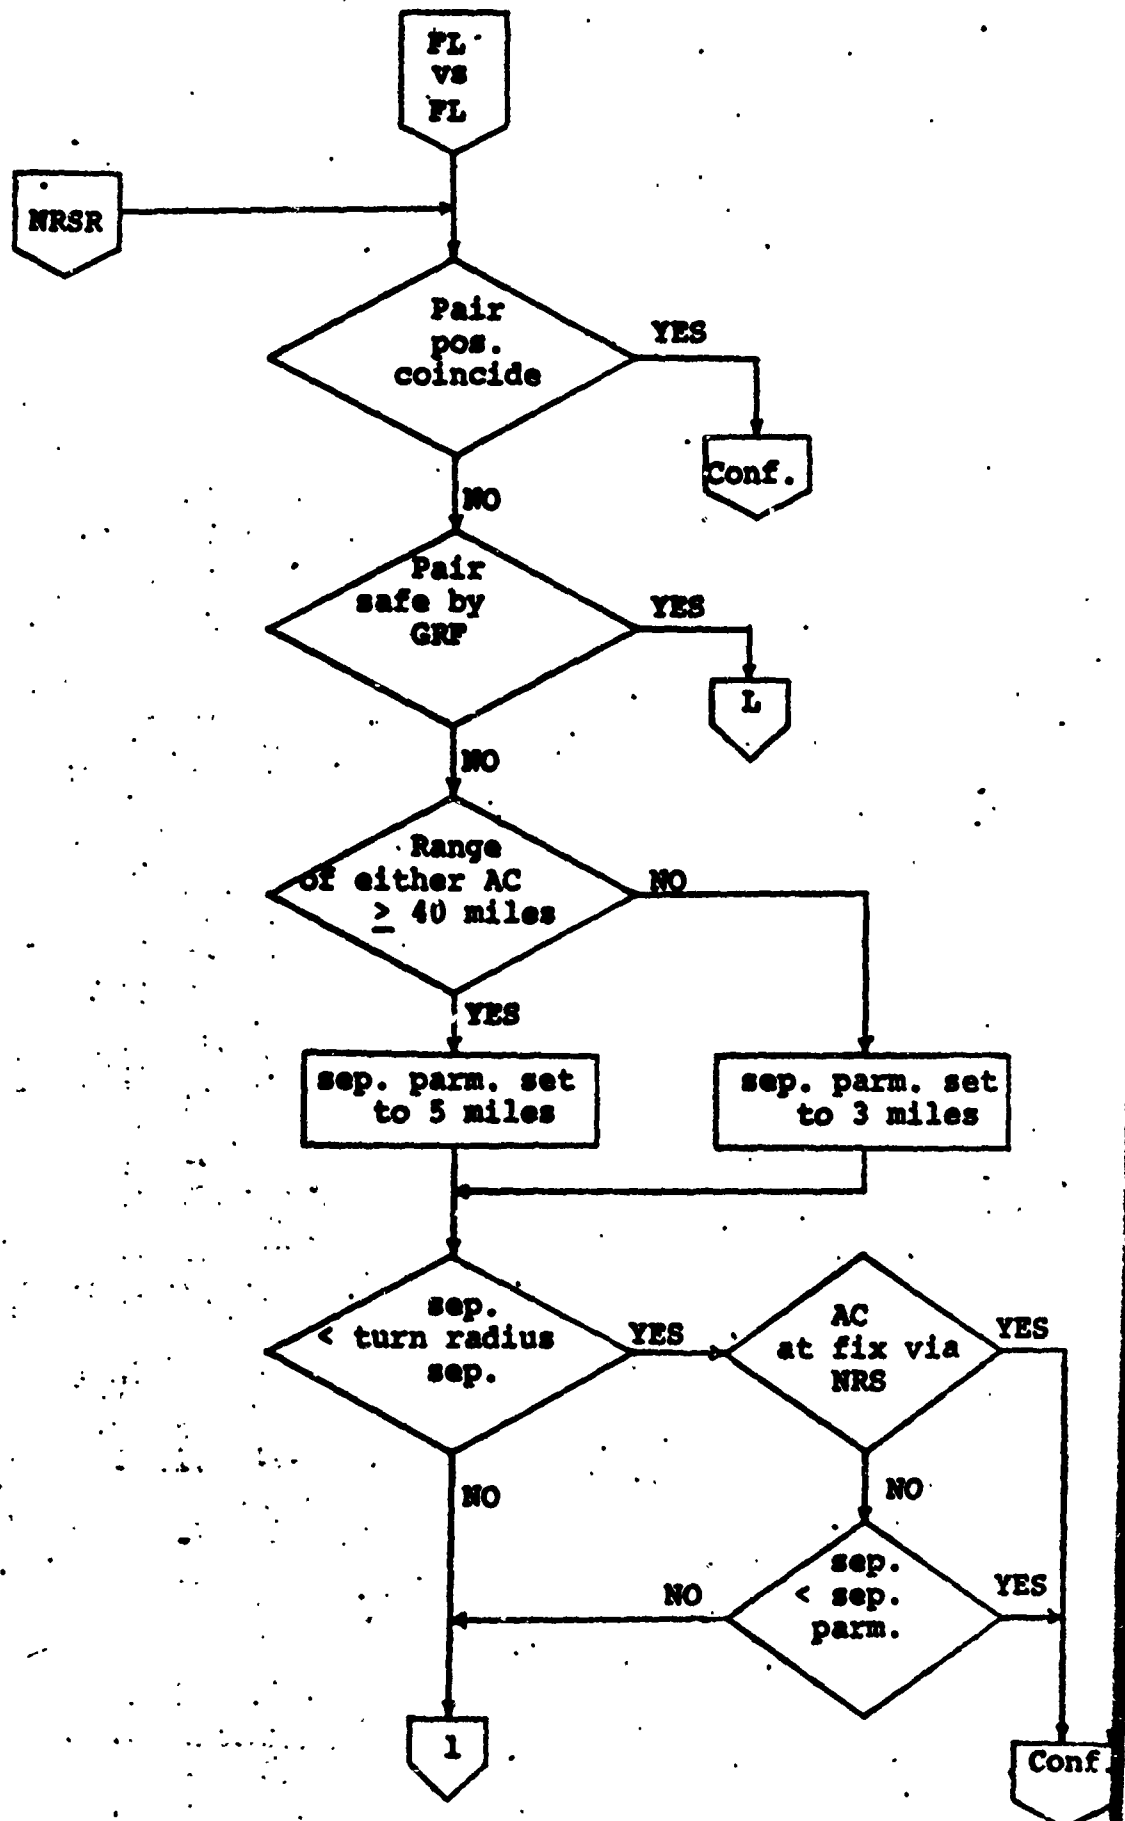 FL
vs
FL
NRSR
Pair
pos.
coincide
YES
Conf.
NO
Pair
safe by
GRF
YES
L
NO
Range
of either AC
≥ 40 miles
NO
YES
sep. parm. set
to 5 miles
sep. parm. set
to 3 miles
sep.
< turn radius
sep.
YES
AC
at fix via
NRS
YES
NO
NO
sep.
< sep.
parm.
NO
YES
1
Conf.